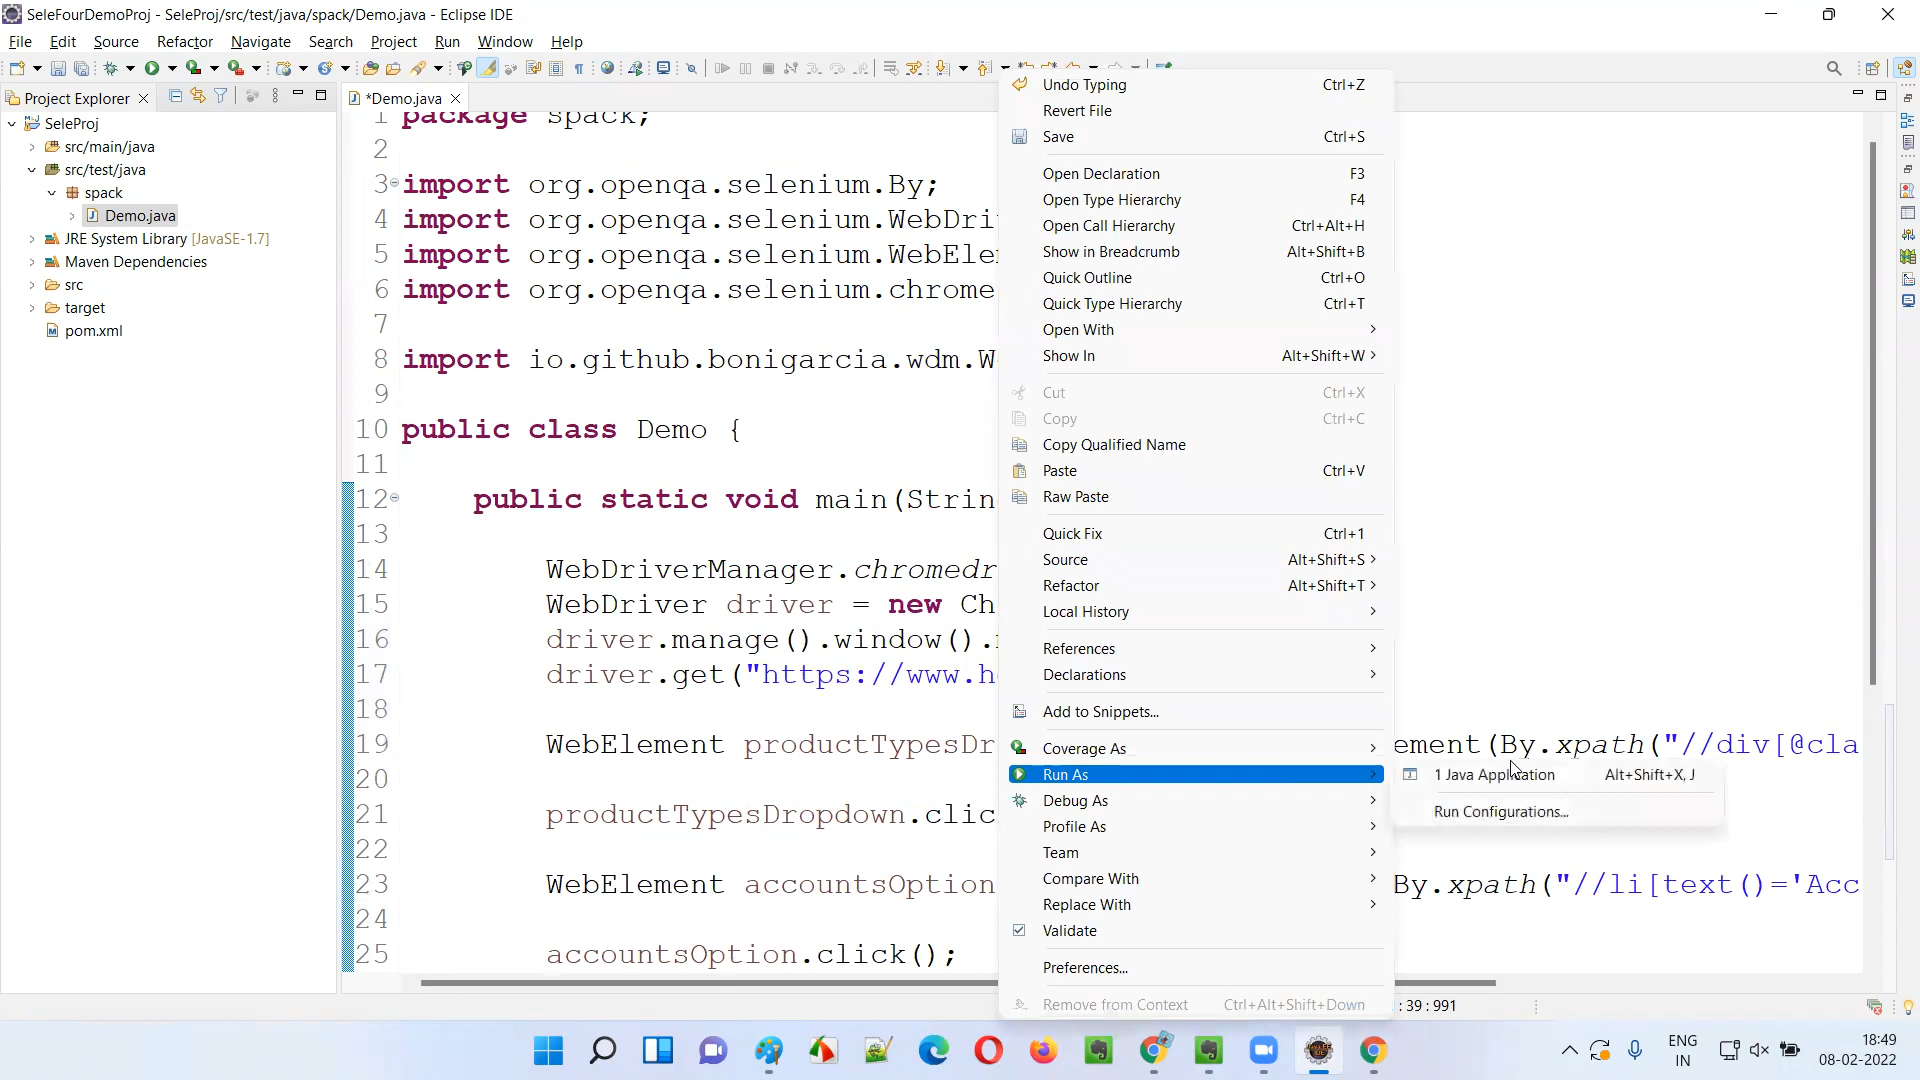 SeleFourDemoProj - SeleProj/src/test/java/spack/Demo.java - Eclipse IDE
File Edit Source Refactor Navigate Search Project Run Window Help
Project Explorer
*Demo.java
SeleProj
src/main/java
src/test/java
spack
Demo.java
JRE System Library [JavaSE-1.7]
Maven Dependencies
src
target
pom.xml
1 package spack;
2
3 import org.openqa.selenium.By;
4 import org.openqa.selenium.WebDri
5 import org.openqa.selenium.WebElem
6 import org.openqa.selenium.chrome
7
8 import io.github.bonigarcia.wdm.W
9
10 public class Demo {
11
12 public static void main(Strin
13
14 WebDriverManager.chromedr
15 WebDriver driver = new Ch
16 driver.manage().window().
17 driver.get("https://www.h
18
19 WebElement productTypesDr ement(By.xpath("//div[@cla
20
21 productTypesDropdown.clic
22
23 WebElement accountsOption By.xpath("//li[text()='Acc
24
25 accountsOption.click();
Undo Typing Ctrl+Z
Revert File
Save Ctrl+S
Open Declaration F3
Open Type Hierarchy F4
Open Call Hierarchy Ctrl+Alt+H
Show in Breadcrumb Alt+Shift+B
Quick Outline Ctrl+O
Quick Type Hierarchy Ctrl+T
Open With
Show In Alt+Shift+W
Cut Ctrl+X
Copy Ctrl+C
Copy Qualified Name
Paste Ctrl+V
Raw Paste
Quick Fix Ctrl+1
Source Alt+Shift+S
Refactor Alt+Shift+T
Local History
References
Declarations
Add to Snippets...
Coverage As
Run As
Debug As
Profile As
Team
Compare With
Replace With
Validate
Preferences...
Remove from Context Ctrl+Alt+Shift+Down
1 Java Application Alt+Shift+X, J
Run Configurations...
: 39 : 991
ENG
IN
18:49
08-02-2022